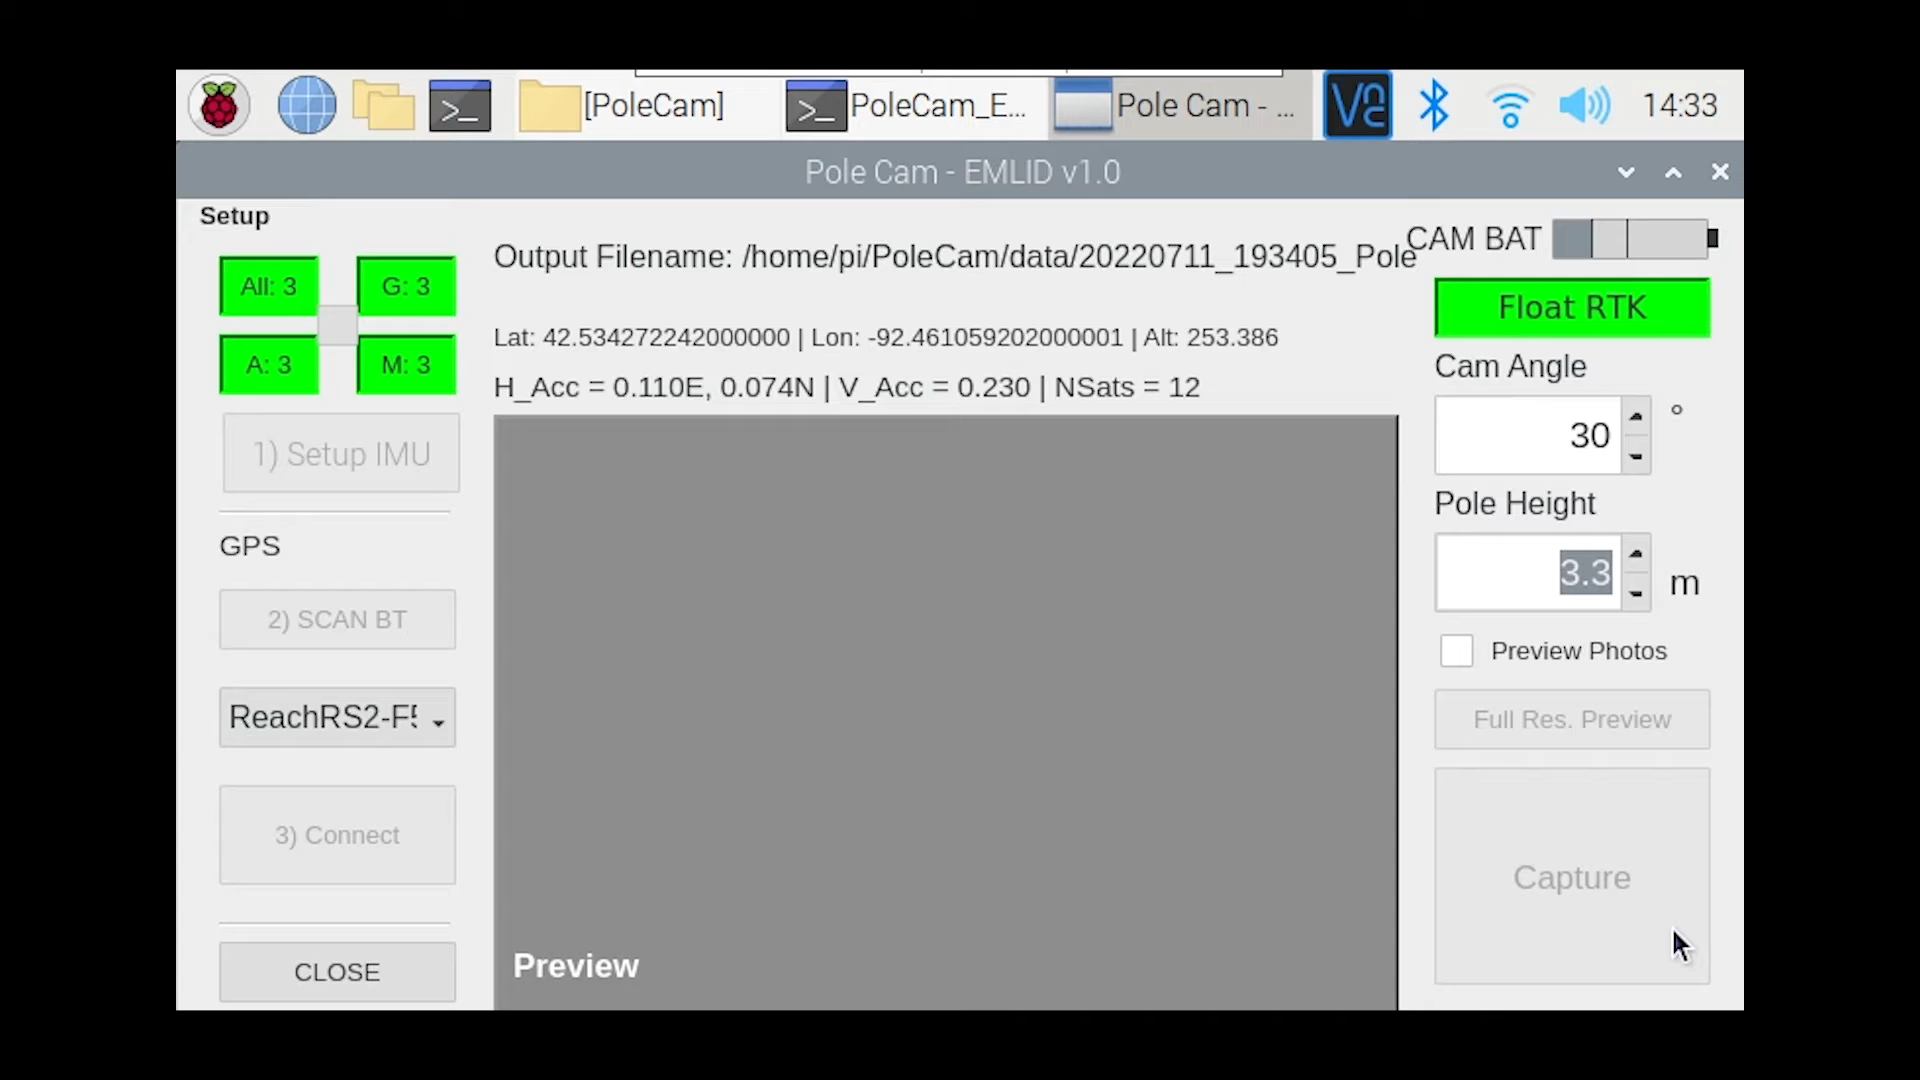 [PoleCam]
PoleCam_E...
Pole Cam - ...
14:33
Pole Cam - EMLID v1.0
Setup
All: 3
G: 3
A: 3
M: 3
1) Setup IMU
GPS
2) SCAN BT
ReachRS2-F
3) Connect
CLOSE
Output Filename: /home/pi/PoleCam/data/20220711_193405_Pole
Lat: 42.534272242000000 | Lon: -92.461059202000001 | Alt: 253.386
H_Acc = 0.110E, 0.074N | V_Acc = 0.230 | NSats = 12
Preview
CAM BAT
Float RTK
Cam Angle
30 °
Pole Height
3.3 m
Preview Photos
Full Res. Preview
Capture